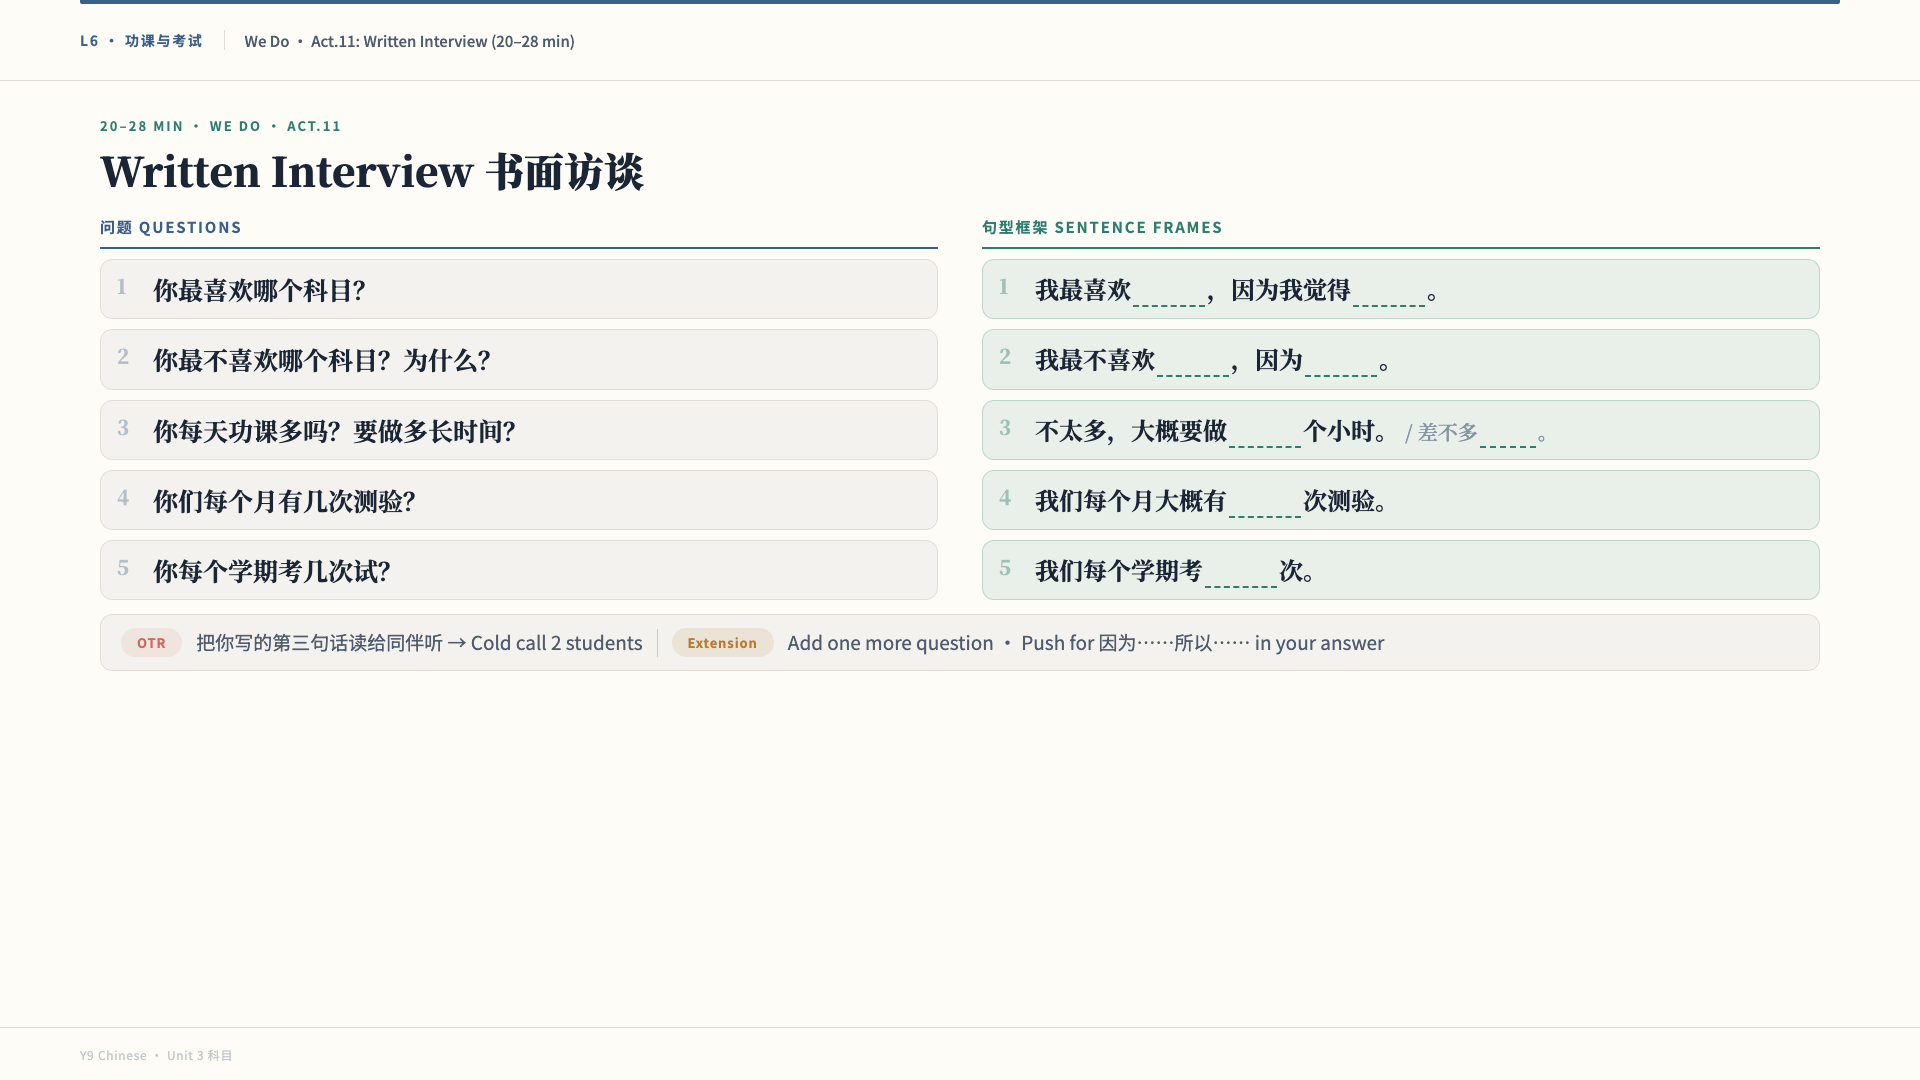 L6 · 功课与考试
We Do · Act.11: Written Interview (20–28 min)
20–28 MIN · WE DO · ACT.11
Written Interview 书面访谈
问题 QUESTIONS
1 你最喜欢哪个科目?
2 你最不喜欢哪个科目?为什么?
3 你每天功课多吗?要做多长时间?
4 你们每个月有几次测验?
5 你每个学期考几次试?
句型框架 SENTENCE FRAMES
1 我最喜欢______,因为我觉得______。
2 我最不喜欢______,因为______。
3 不太多,大概要做______个小时。 / 差不多_____。
4 我们每个月大概有______次测验。
5 我们每个学期考______次。
OTR 把你写的第三句话读给同伴听 → Cold call 2 students
Extension Add one more question · Push for 因为……所以…… in your answer
Y9 Chinese · Unit 3 科目